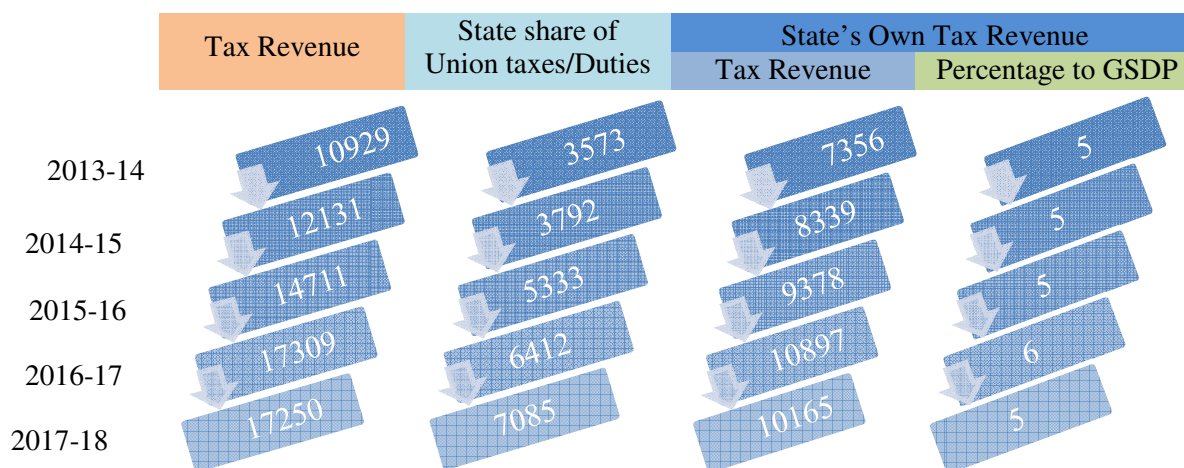 Tax Revenue
State share of
Union taxes/Duties
State’s Own Tax Revenue
Tax Revenue
Percentage to GSDP
2013-14 10929 3573 7356 5
2014-15 12131 3792 8339 5
2015-16 14711 5333 9378 5
2016-17 17309 6412 10897 6
2017-18 17250 7085 10165 5